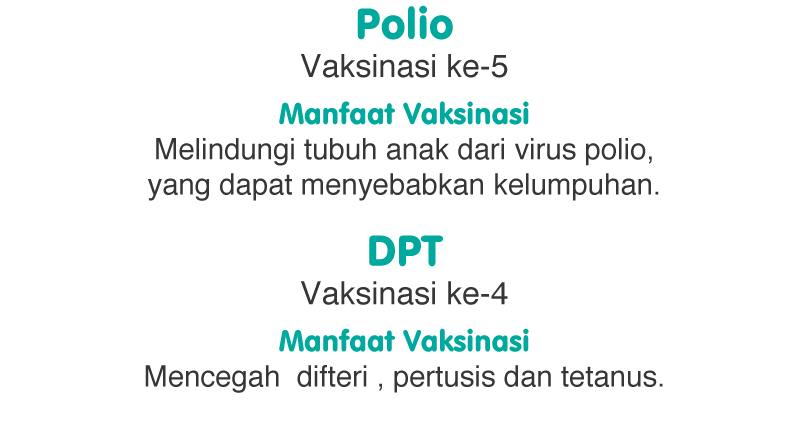 Polio
Vaksinasi ke-5
Manfaat Vaksinasi
Melindungi tubuh anak dari virus polio,
yang dapat menyebabkan kelumpuhan.
DPT
Vaksinasi ke-4
Manfaat Vaksinasi
Mencegah  difteri , pertusis dan tetanus.